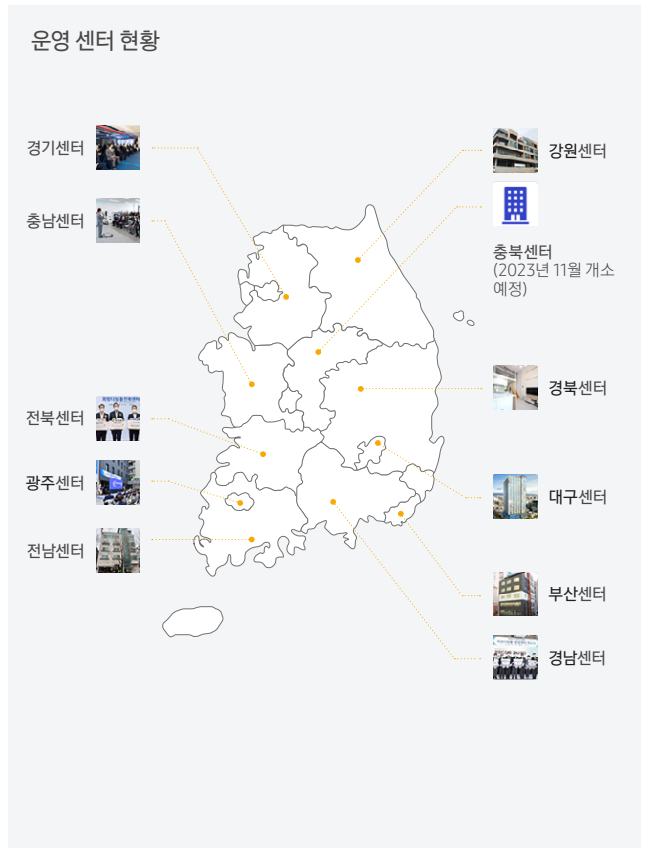 운영 센터 현황
경기센터
충남센터
전북센터
광주센터
전남센터
강원센터
충북센터
(2023년 11월 개소
예정)
경북센터
대구센터
부산센터
경남센터